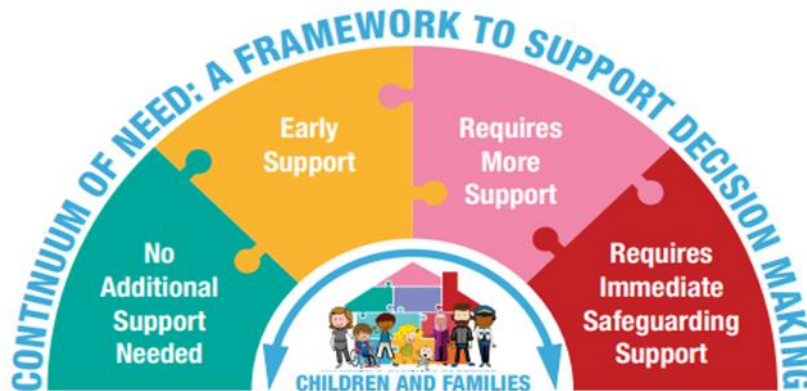 CONTINUUM OF NEED: A FRAMEWORK TO SUPPORT DECISION MAKING
Early
Support
Requires
More
Support
No
Additional
Support
Needed
Requires
Immediate
Safeguarding
Support
CHILDREN AND FAMILIES